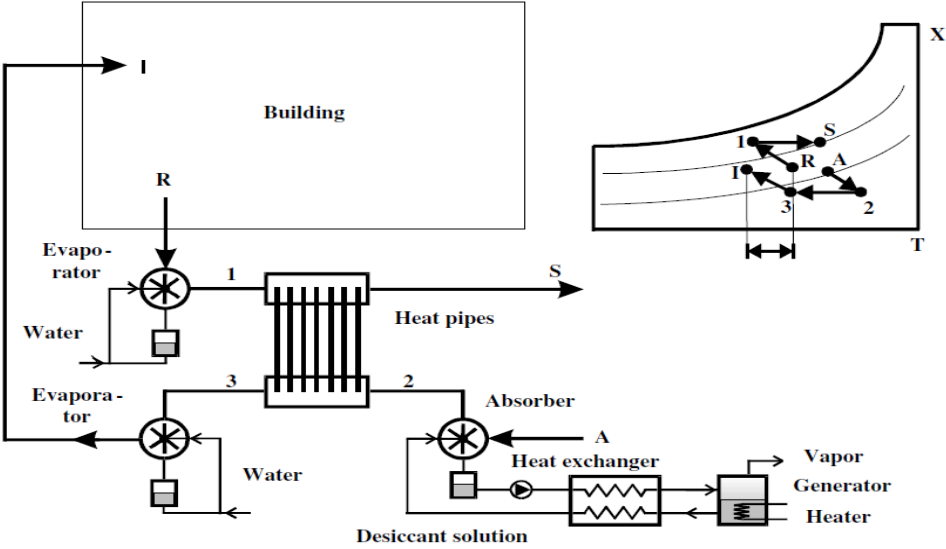 I
Building
R
Evapo-
rator
Water
1
S
Heat pipes
3
2
Evapora-
tor
Water
Absorber
A
Heat exchanger
Vapor
Generator
Heater
Desiccant solution
X
1
S
R
A
I
3
2
T